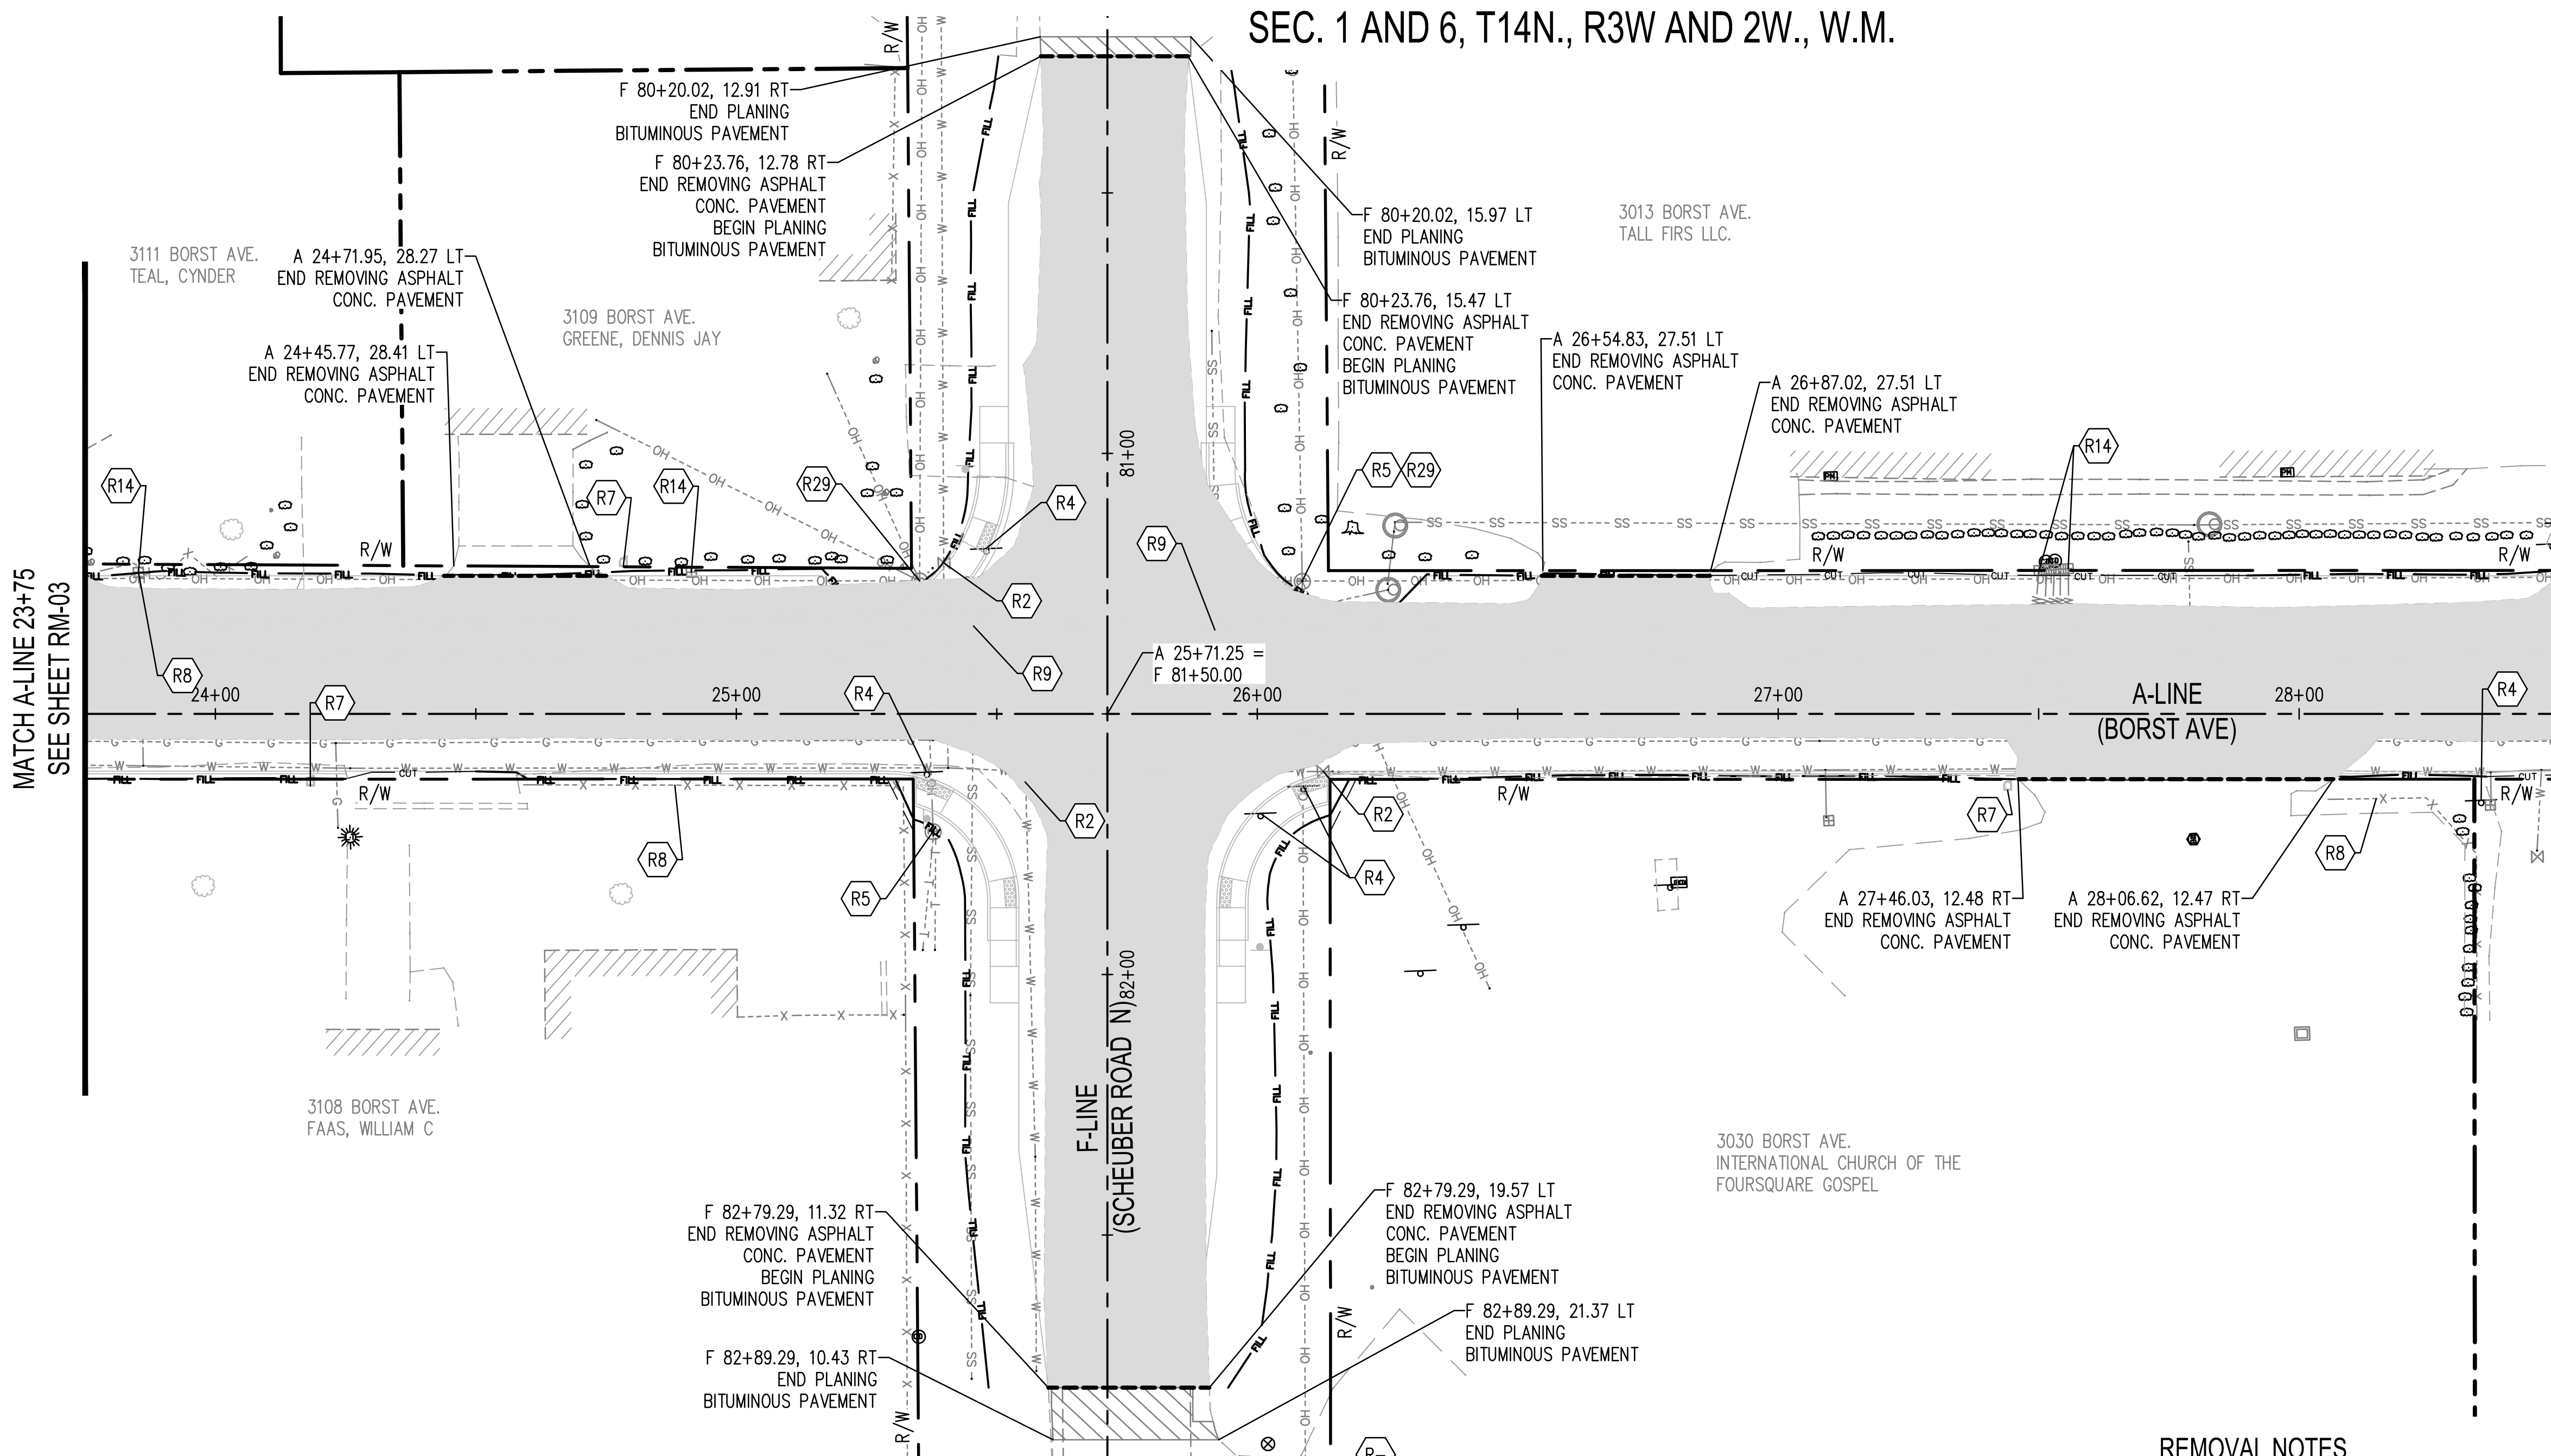 SEC. 1 AND 6, T14N., R3W AND 2W., W.M.
R/W
F 80+20.02, 12.91 RT
END PLANING
BITUMINOUS PAVEMENT
F 80+23.76, 12.78 RT
END REMOVING ASPHALT
CONC. PAVEMENT
BEGIN PLANING
BITUMINOUS PAVEMENT
R/W
F 80+20.02, 15.97 LT
END PLANING
BITUMINOUS PAVEMENT
3013 BORST AVE.
TALL FIRS LLC.
3111 BORST AVE.
TEAL, CYNDER
A 24+71.95, 28.27 LT
END REMOVING ASPHALT
CONC. PAVEMENT
3109 BORST AVE.
GREENE, DENNIS JAY
F 80+23.76, 15.47 LT
END REMOVING ASPHALT
CONC. PAVEMENT
BEGIN PLANING
BITUMINOUS PAVEMENT
A 24+45.77, 28.41 LT
END REMOVING ASPHALT
CONC. PAVEMENT
A 26+54.83, 27.51 LT
END REMOVING ASPHALT
CONC. PAVEMENT
A 26+87.02, 27.51 LT
END REMOVING ASPHALT
CONC. PAVEMENT
81+00
R14
R7
R14
R29
R4
R5
R29
R14
R/W
R9
R/W
R/W
R2
MATCH A-LINE 23+75
SEE SHEET RM-03
R8
R9
A 25+71.25 =
F 81+50.00
24+00
25+00
26+00
27+00
28+00
R7
R4
A-LINE
(BORST AVE)
R4
R/W
R/W
R/W
R2
R2
R7
R8
R5
R4
R8
A 27+46.03, 12.48 RT
END REMOVING ASPHALT
CONC. PAVEMENT
A 28+06.62, 12.47 RT
END REMOVING ASPHALT
CONC. PAVEMENT
82+00
F-LINE
(SCHEUBER ROAD N)
3108 BORST AVE.
FAAS, WILLIAM C
3030 BORST AVE.
INTERNATIONAL CHURCH OF THE
FOURSQUARE GOSPEL
F 82+79.29, 11.32 RT
END REMOVING ASPHALT
CONC. PAVEMENT
BEGIN PLANING
BITUMINOUS PAVEMENT
F 82+79.29, 19.57 LT
END REMOVING ASPHALT
CONC. PAVEMENT
BEGIN PLANING
BITUMINOUS PAVEMENT
F 82+89.29, 21.37 LT
END PLANING
BITUMINOUS PAVEMENT
R/W
F 82+89.29, 10.43 RT
END PLANING
BITUMINOUS PAVEMENT
R/W
REMOVAL NOTES